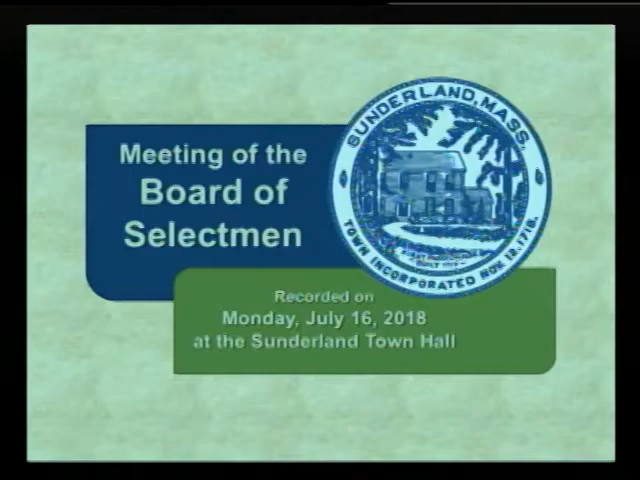 Meeting of the
Board of
Selectmen
SUNDERLAND, MASS.
TOWN INCORPORATED NOV. 12, 1718.
Recorded on
Monday, July 16, 2018
at the Sunderland Town Hall